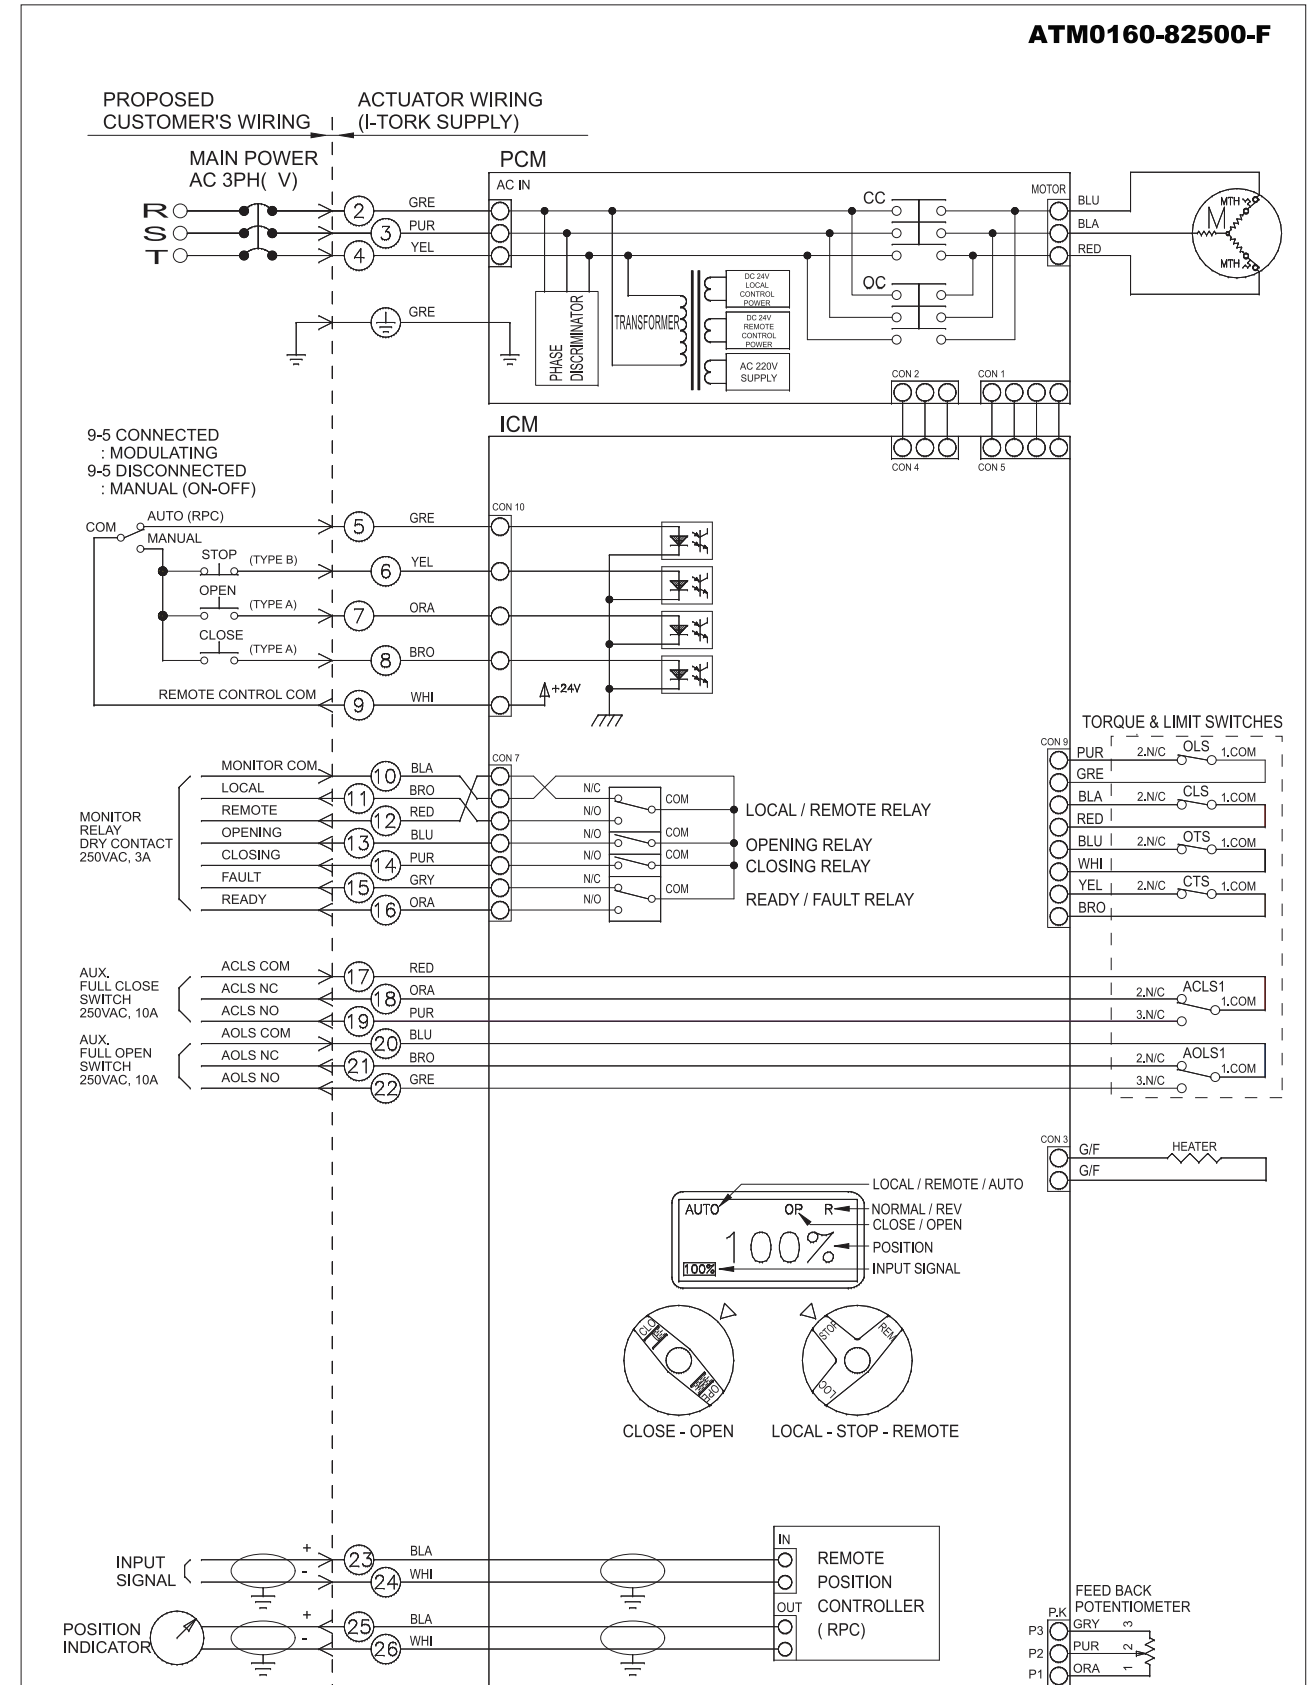 ATM0160-82500-F
PROPOSED
CUSTOMER'S WIRING
ACTUATOR WIRING
(I-TORK SUPPLY)
MAIN POWER
AC 3PH( V)
PCM
AC IN
R
S
T
2
3
4
GRE
PUR
YEL
GRE
PHASE
DISCRIMINATOR
TRANSFORMER
DC 24V
LOCAL
CONTROL
POWER
DC 24V
REMOTE
CONTROL
POWER
AC 220V
SUPPLY
CC
OC
MOTOR
BLU
BLA
RED
MTH
M
MTH
CON 2
CON 1
ICM
CON 4
CON 5
9-5 CONNECTED
: MODULATING
9-5 DISCONNECTED
: MANUAL (ON-OFF)
COM
AUTO (RPC)
MANUAL
STOP
(TYPE B)
OPEN
(TYPE A)
CLOSE
(TYPE A)
REMOTE CONTROL COM
5
6
7
8
9
GRE
YEL
ORA
BRO
WHI
CON 10
+24V
MONITOR
RELAY
DRY CONTACT
250VAC, 3A
MONITOR COM
LOCAL
REMOTE
OPENING
CLOSING
FAULT
READY
10
11
12
13
14
15
16
BLA
BRO
RED
BLU
PUR
GRY
ORA
CON 7
N/C
N/O
COM
N/O
COM
N/O
COM
N/C
N/O
COM
LOCAL / REMOTE RELAY
OPENING RELAY
CLOSING RELAY
READY / FAULT RELAY
TORQUE & LIMIT SWITCHES
CON 9
PUR
GRE
BLA
RED
BLU
WHI
YEL
BRO
2.N/C OLS 1.COM
2.N/C CLS 1.COM
2.N/C OTS 1.COM
2.N/C CTS 1.COM
AUX.
FULL CLOSE
SWITCH
250VAC, 10A
AUX.
FULL OPEN
SWITCH
250VAC, 10A
ACLS COM
ACLS NC
ACLS NO
AOLS COM
AOLS NC
AOLS NO
17
18
19
20
21
22
RED
ORA
PUR
BLU
BRO
GRE
2.N/C ACLS1
1.COM
3.N/C
2.N/C AOLS1
1.COM
3.N/C
CON 3
G/F
G/F
HEATER
AUTO
OP
R
100%
100%
LOCAL / REMOTE / AUTO
NORMAL / REV
CLOSE / OPEN
POSITION
INPUT SIGNAL
CLO
OPE
STOP
REM
LOC
CLOSE - OPEN
LOCAL - STOP - REMOTE
INPUT
SIGNAL
+
-
23
24
BLA
WHI
POSITION
INDICATOR
+
-
25
26
BLA
WHI
IN
OUT
REMOTE
POSITION
CONTROLLER
( RPC)
FEED BACK
POTENTIOMETER
P.K
P3
P2
P1
GRY
PUR
ORA
3
2
1